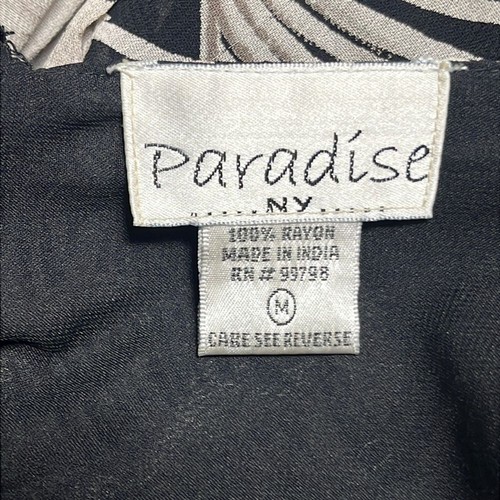 Paradise
.....NY.....
100% RAYON
MADE IN INDIA
RN # 99798
M
CARE SEE REVERSE